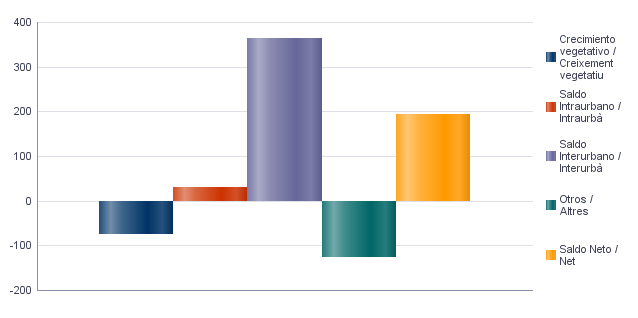 400
300
200
100
0
-100
-200
Crecimiento
vegetativo /
Creixement
vegetatiu
Saldo
Intraurbano /
Intraurbà
Saldo
Interurbano /
Interurbà
Otros /
Altres
Saldo Neto /
Net